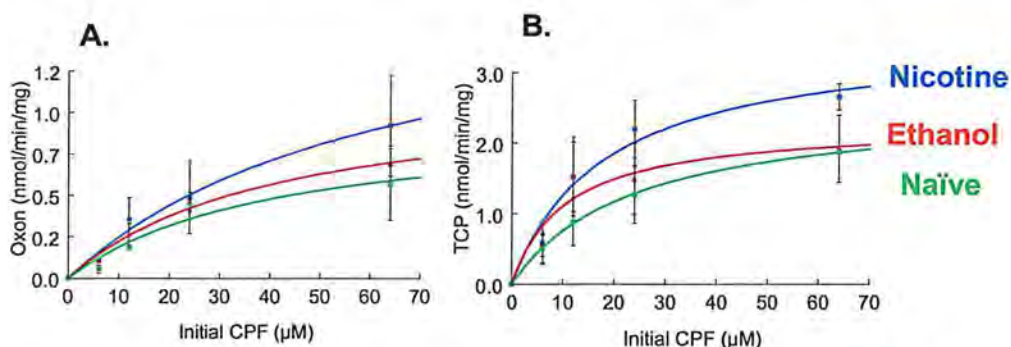 A.
Oxon (nmol/min/mg)
1.2
1.0
0.7
0.5
0.2
0.0
0 10 20 30 40 50 60 70
Initial CPF (µM)
B.
TCP (nmol/min/mg)
3.0
2.0
1.0
0.0
0 10 20 30 40 50 60 70
Initial CPF (µM)
Nicotine
Ethanol
Naïve